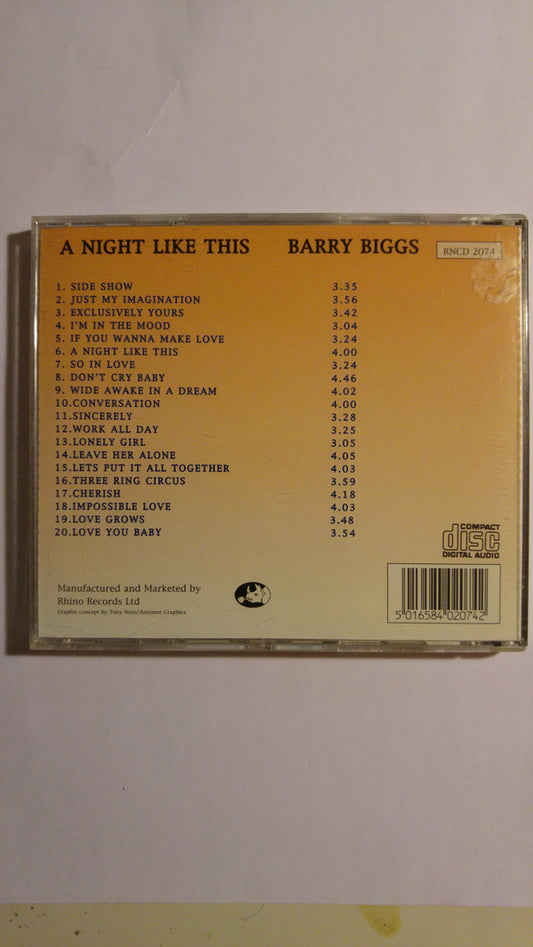 A NIGHT LIKE THIS BARRY BIGGS RNCD 2074
1. SIDE SHOW 3.35
2. JUST MY IMAGINATION 3.56
3. EXCLUSIVELY YOURS 3.42
4. I'M IN THE MOOD 3.04
5. IF YOU WANNA MAKE LOVE 3.24
6. A NIGHT LIKE THIS 4.00
7. SO IN LOVE 3.24
8. DON'T CRY BABY 4.46
9. WIDE AWAKE IN A DREAM 4.02
10.CONVERSATION 4.00
11.SINCERELY 3.28
12.WORK ALL DAY 3.25
13.LONELY GIRL 3.05
14.LEAVE HER ALONE 4.05
15.LETS PUT IT ALL TOGETHER 4.03
16.THREE RING CIRCUS 3.59
17.CHERISH 4.18
18.IMPOSSIBLE LOVE 4.03
19.LOVE GROWS 3.48
20.LOVE YOU BABY 3.54
COMPACT
disc
DIGITAL AUDIO
Manufactured and Marketed by
Rhino Records Ltd
Graphic concept by Tony Nero/Antonest Graphics
5 016584 020742